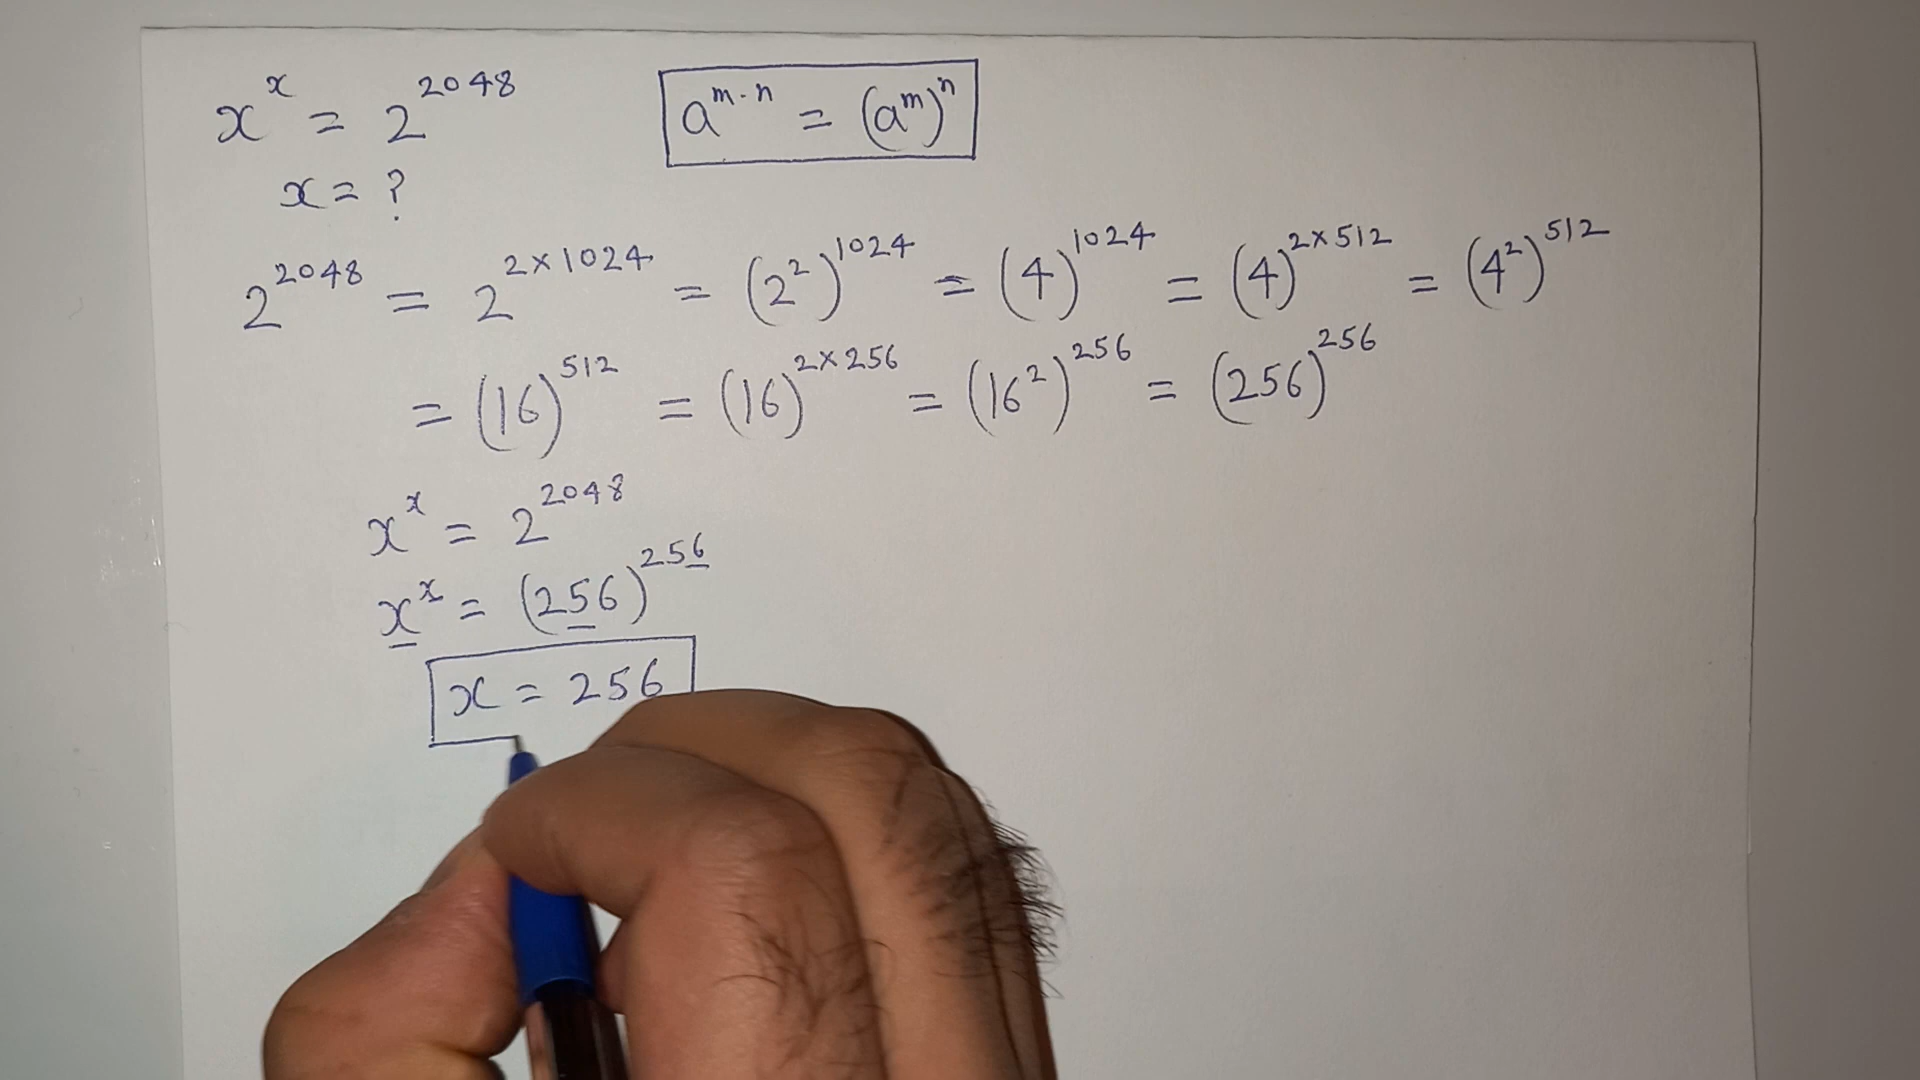 x^x = 2^2048    a^m·n = (a^m)^n
x = ?
2^2048 = 2^2×1024 = (2^2)^1024 = (4)^1024 = (4)^2×512 = (4^2)^512
= (16)^512 = (16)^2×256 = (16^2)^256 = (256)^256
x^x = 2^2048
x^x = (256)^256
x = 256